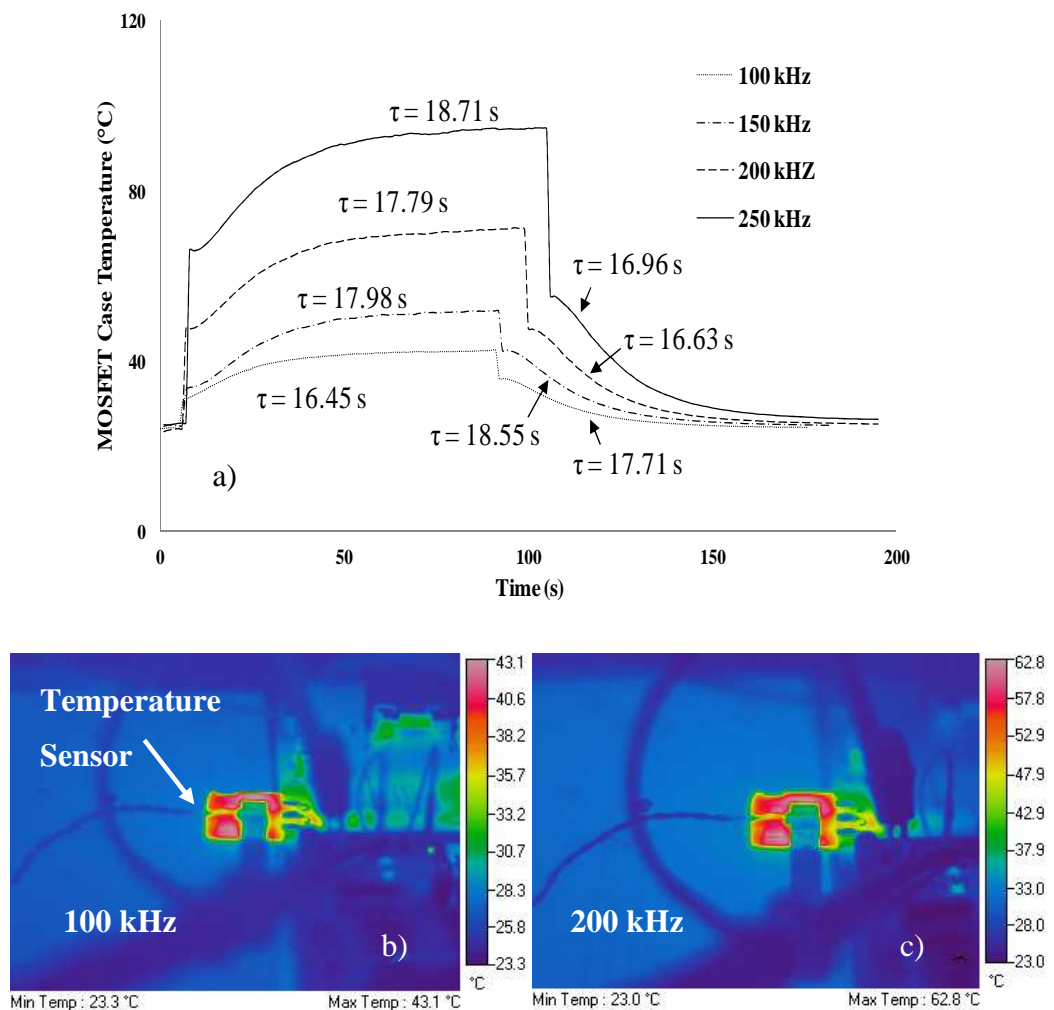 120
80
40
0
MOSFET Case Temperature (°C)
τ = 18.71 s
τ = 17.79 s
τ = 17.98 s
τ = 16.45 s
τ = 16.96 s
τ = 16.63 s
τ = 18.55 s
τ = 17.71 s
100 kHz
150 kHz
200 kHZ
250 kHz
a)
0 50 100 150 200
Time (s)
Temperature
Sensor
100 kHz
b)
43.1
40.6
38.2
35.7
33.2
30.7
28.3
25.8
23.3
°C
Min Temp : 23.3 °C Max Temp : 43.1 °C
200 kHz
c)
62.8
57.8
52.9
47.9
42.9
37.9
33.0
28.0
23.0
°C
Min Temp : 23.0 °C Max Temp : 62.8 °C